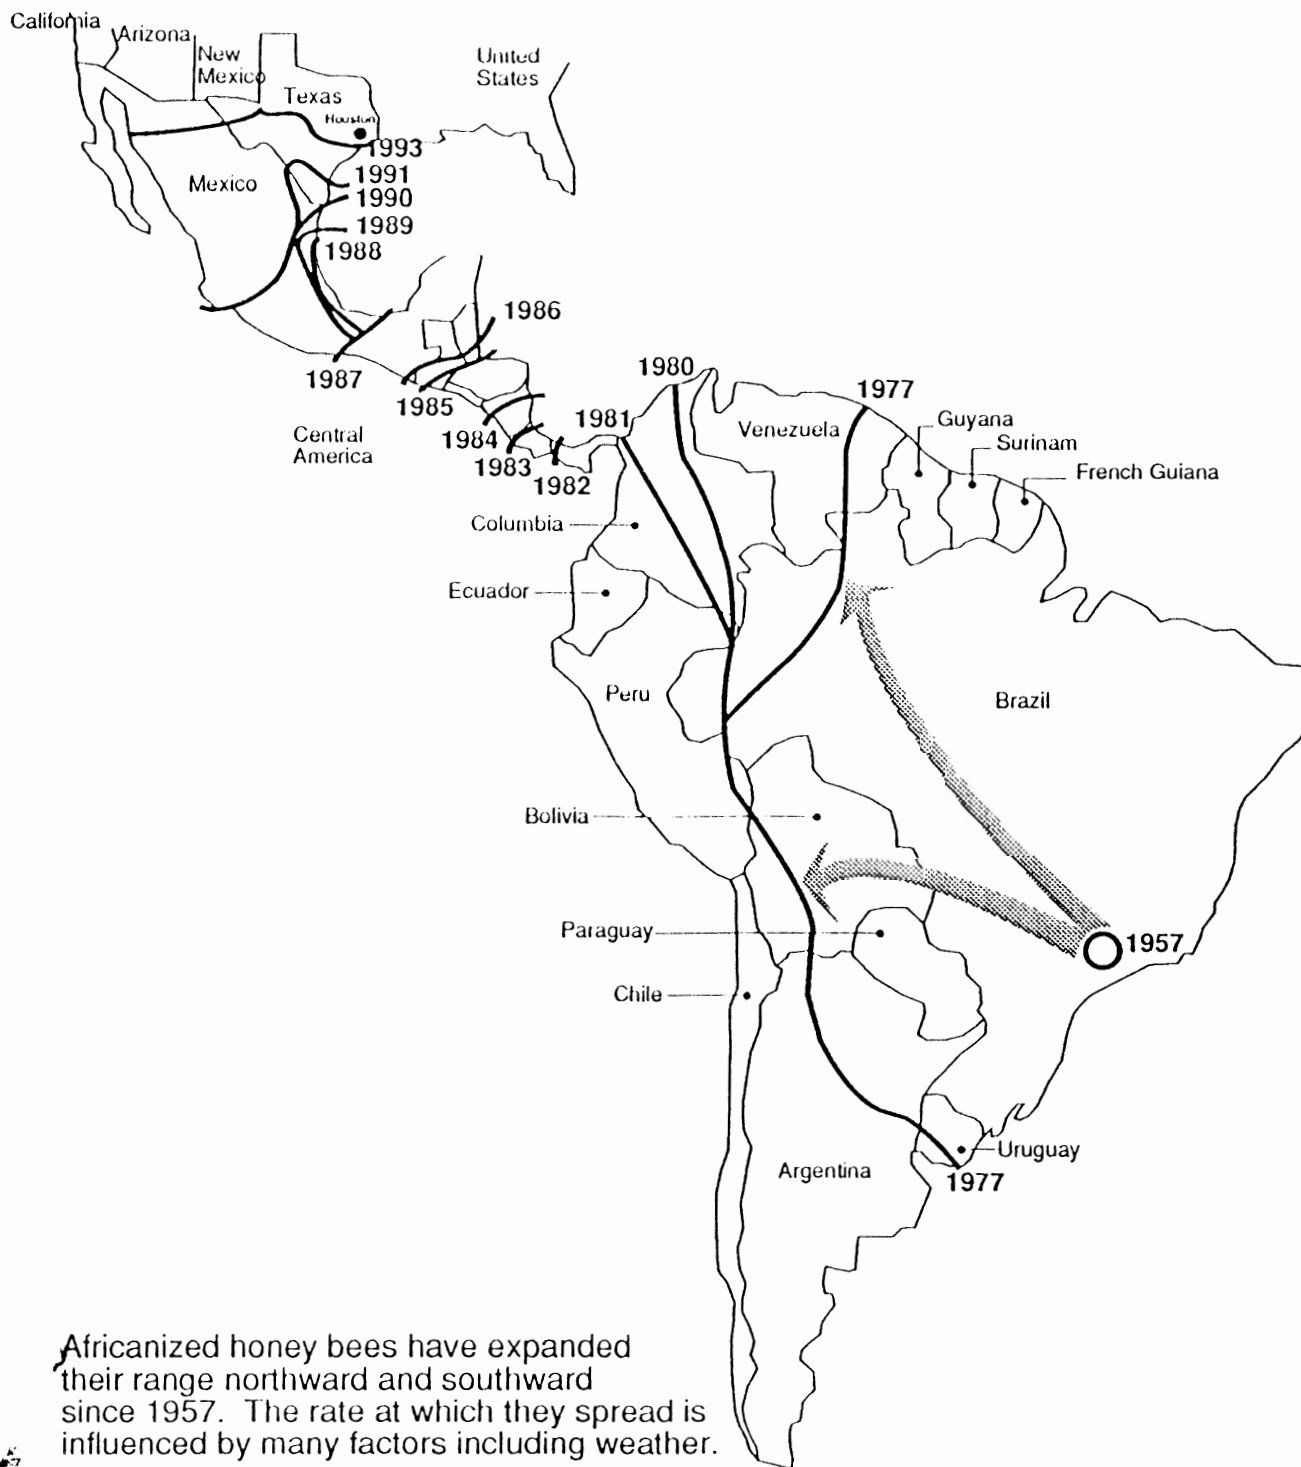 California
Arizona
New
Mexico
Texas
Houston
United
States
Mexico
1993
1991
1990
1989
1988
1986
1987
1985
1984
1983
1982
1981
1980
1977
Central
America
Venezuela
Guyana
Surinam
French Guiana
Columbia
Ecuador
Peru
Brazil
Bolivia
Paraguay
1957
Chile
Argentina
Uruguay
1977
Africanized honey bees have expanded
their range northward and southward
since 1957. The rate at which they spread is
influenced by many factors including weather.